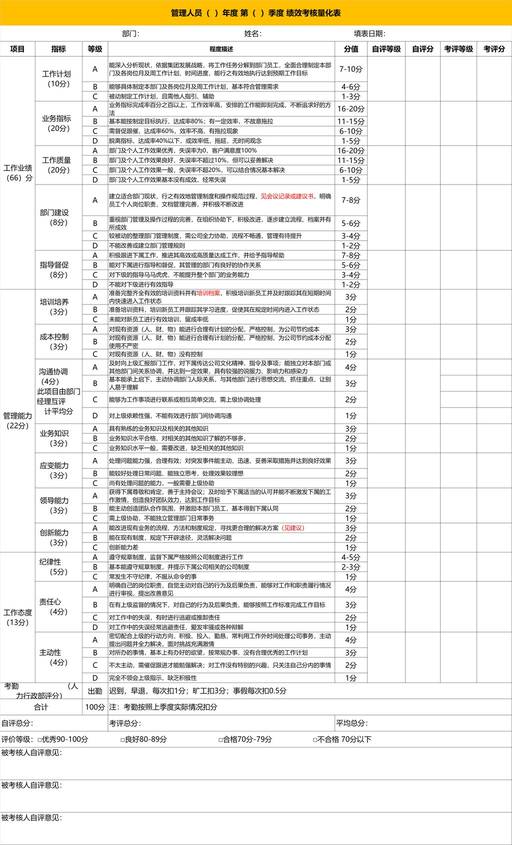 管理人员（ ）年度 第（ ）季度 绩效考核量化表
部门： 姓名： 填表日期：
项目 指标 等级 程度描述 分值 自评等级 自评分 考评等级 考评分
工作业绩
（66）分
工作计划
（10分）
A 能深入分析现状，依据集团发展战略，将工作任务分解到部门员工，全面合理制定本部门及各岗位月及周工作计划、时间进度，能行之有效地执行达到预期工作目标 7-10分
B 能够具体制定本部门及各岗位月及周工作计划，基本符合管理需求 4-6分
C 被动制定工作计划，且需他人指引、辅助 1-3分
业务指标
（20分）
A 业务指标完成率百分之百以上，工作效率高，安排的工作能即刻完成，不断追求好的方法 16-20分
B 基本能按制定目标执行，达成率80%；有一定效率，不故意拖拉 11-15分
C 需督促跟催，达成率60%，效率不高，有拖拉现象 6-10分
D 脱离指标，达成率40%以下，成效率低，拖延，无时间观念 1-5分
工作质量
（20分）
A 部门及个人工作效果优秀，失误率为0，客户满意度100% 16-20分
B 部门及个人工作效果良好，失误率不超过10%，但可以妥善解决 11-15分
C 部门及个人工作效果一般，失误率不超20%，可以结合情况基本解决 6-10分
D 部门及个人工作效果基本没有成效，经常失误 1-5分
部门建设
（8分）
A 建立适合部门现状，行之有效地管理制度和操作规范过程，见会议记录或建议书，明确员工个人岗位职责，文档管理完善，并积极不断改进 7-8分
B 重视部门管理及操作过程的完善，在组织协助下，积极改进、逐步建立流程，档案并有所成效 5-6分
C 较被动的整理部门管理制度，需公司全力协助，流程不畅通，管理有待提升 3-4分
D 不能改善或建立部门管理规则 1-2分
指导督促
（8分）
A 积极跟进下属工作，推进其高效或高质量达成工作，并给予指导帮助 7-8分
B 能对下属进行指导和督促，其管理的部门有良好的协作关系 5-6分
C 对下级的指导马马虎虎，不能提升整个部门的业务能力 3-4分
D 不能对下级进行有效指导 1-2分
管理能力
（22分）
培训培养
（3分）
A 准备完整齐全有效的培训资料并有培训档案，积极培训新员工并及时跟踪其在短期时间内快速进入工作状态 3分
B 准备培训资料，培训新员工并跟踪其学习进度，促使其在规定时间内进入工作状态 2分
C 未能对新员工进行有效培训，留成率低 1分
成本控制
（3分）
A 对现有资源（人、财、物）能进行合理有计划的分配，严格控制，为公司节约成本 3分
B 对现有资源（人、财、物）能进行合理有计划的分配，严格控制，为公司节约成本分配使用不严密 2分
C 对现有资源（人、财、物）没有控制 1分
沟通协调
（4分）
此项目由部门
经理互评
计平均分
A 及时向上级汇报部门工作，对下属传达公司文化精神，指令及事项；能独立对本部门或其他部门间关系协调，并达到一定效果，具有较强的说服力、影响力和感染力 4分
B 基本能承上启下，主动协调部门人际关系，与其他部门进行思想交流，抓住重点，让别人易于理解 3分
C 能够为工作事项进行联系或相互简单交流，需上级协调处理 2分
D 对上级依赖性强，不能有效进行部门间协调沟通 1分
业务知识
（3分）
A 具有熟练的业务知识及相关的其他知识 3分
B 业务知识水平合格，对相关的其他知识了解的不够多， 2分
C 业务知识水平一般，需要改进，缺乏相关的其他知识 1分
应变能力
（3分）
A 处理问题能力强，合理有效；对突发事件能主动、迅速、妥善采取措施并达到良好效果 3分
B 能较好处理日常问题，能独立思考，处理效果较理想 2分
C 尚有处理问题的能力，一般需要上级协助 1分
领导能力
（3分）
A 获得下属尊敬和肯定，善于主持会议；及时给予下属适当的认可并能不断激发下属的工作激情，创造良好团队效力，达到工作目标 3分
B 能主动创造团队合作氛围，并激励本部门员工，基本得到下属认同 2分
C 需上级协助，不能独立管理部门日常事务 1分
创新能力
（3分）
A 能改进现有业务的流程，方法和制度规定，寻找更合理的解决方案（见建议） 3分
B 能在现有制度，规定下开辟途径，灵活解决问题 2分
C 创新能力差 1分
工作态度
（13分）
纪律性
（5分）
A 遵守规章制度，监督下属严格按照公司制度进行工作 4-5分
B 基本能遵守规章制度，并提示下属公司相关的公司制度 2-3分
C 常发生不守纪律，不服从命令的事 1分
责任心
（4分）
A 明确自己的岗位职责，自觉主动对自己的行为及后果负责，能够对工作和职责履行情况进行审视，提出改善意见 4分
B 在有上级监督的情况下，对自己的行为及后果负责，能够按照工作标准完成工作目标 3分
C 对工作中的失误，有时进行逃避或推卸责任 2分
D 对工作中的失误经常逃避责任，爱发牢骚或各种辩解 1分
主动性
（4分）
A 密切配合上级的行动方向，积极、投入、勤恳，常利用工作外时间处理公司事务，主动提出问题并全力解决，面对挑战充满激情 4分
B 对所办的事情，基本上有办好的欲望，按常规能办事，没有合理优秀的工作计划 3分
C 不大主动，需催促跟进才能勉强解决；对工作没有特别的兴趣，只关注自己分内的事情 2分
D 完全不领会上级指示，缺乏积极性 1分
考勤 （人
力行政部评分） 出勤 迟到，早退，每次扣1分；旷工扣3分；事假每次扣0.5分
合计 100分 注：考勤按照上季度实际情况扣分
自评总分： 考评总分： 平均总分：
评价等级：□优秀90-100分 □良好80-89分 □合格70分-79分 □不合格 70分以下
被考核人自评意见：
被考核人自评意见：
被考核人自评意见：